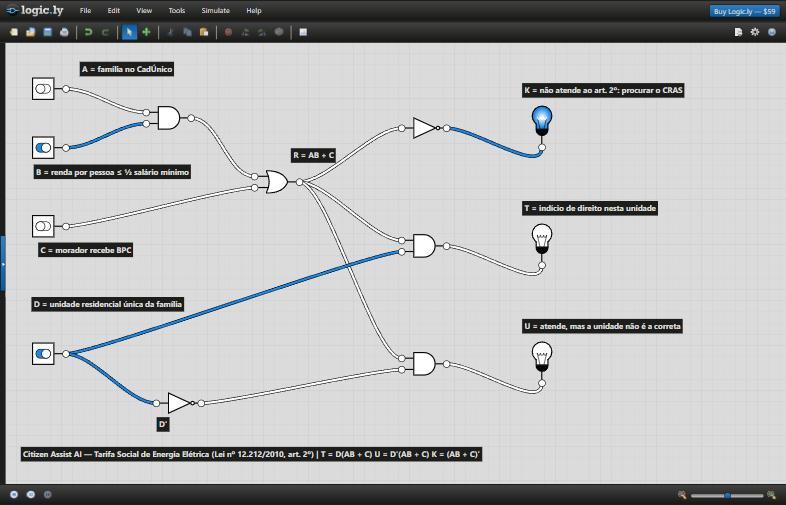 logic.ly
File Edit View Tools Simulate Help
Buy Logic.ly — $59
A = família no CadÚnico
K = não atende ao art. 2º: procurar o CRAS
R = AB + C
B = renda por pessoa ≤ ½ salário mínimo
T = indício de direito nesta unidade
C = morador recebe BPC
D = unidade residencial única da família
U = atende, mas a unidade não é a correta
D'
Citizen Assist AI — Tarifa Social de Energia Elétrica (Lei nº 12.212/2010, art. 2º) | T = D(AB + C) U = D'(AB + C) K = (AB + C)'